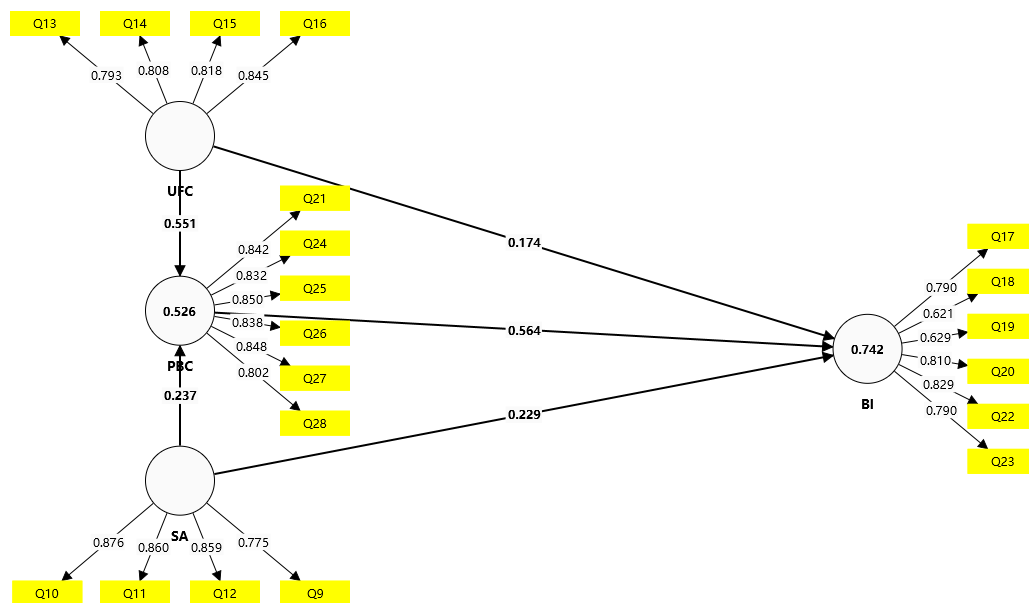 Q13 Q14 Q15 Q16
0.793 0.808 0.818 0.845
UFC
0.551
Q21
Q24
Q25
Q26
Q27
Q28
0.842
0.832
0.850
0.838
0.848
0.802
0.526
PBC
0.237
0.174
0.564
0.229
0.742
BI
0.790
0.621
0.629
0.810
0.829
0.790
Q17
Q18
Q19
Q20
Q22
Q23
SA
0.876 0.860 0.859 0.775
Q10 Q11 Q12 Q9